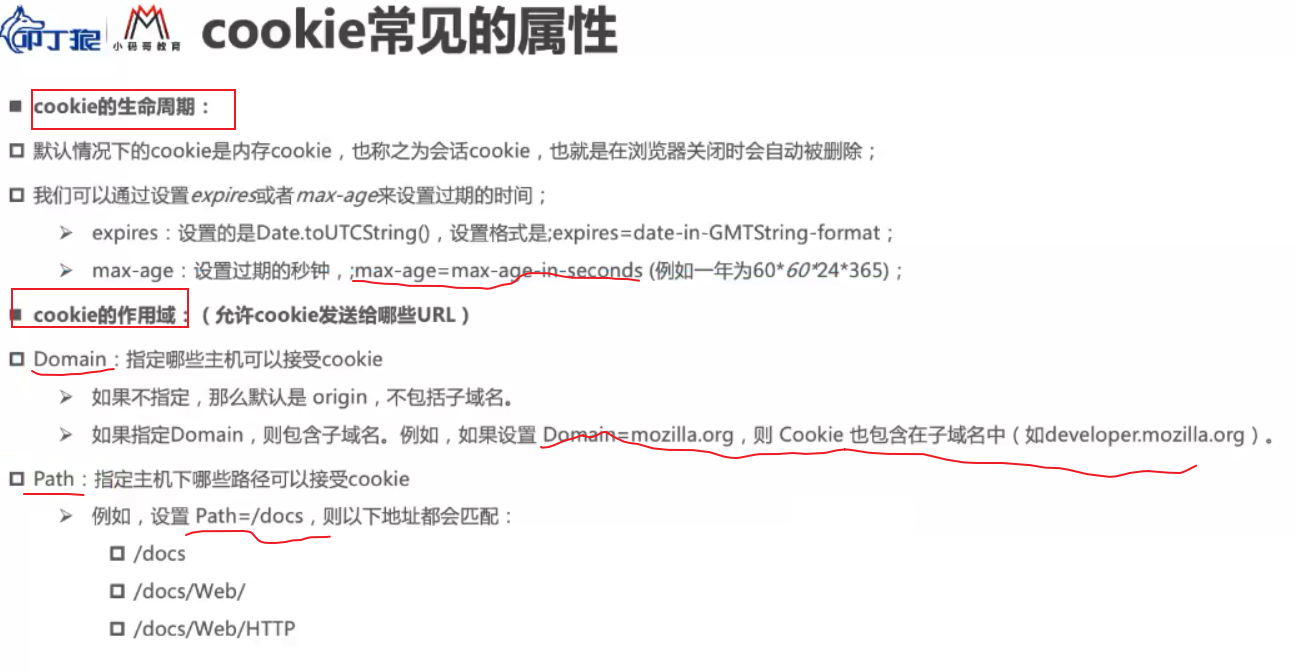 叩丁狼
小码哥教育
cookie常见的属性
cookie的生命周期：
默认情况下的cookie是内存cookie，也称之为会话cookie，也就是在浏览器关闭时会自动被删除；
我们可以通过设置expires或者max-age来设置过期的时间；
expires：设置的是Date.toUTCString()，设置格式是;expires=date-in-GMTString-format；
max-age：设置过期的秒钟，;max-age=max-age-in-seconds (例如一年为60*60*24*365)；
cookie的作用域：（允许cookie发送给哪些URL）
Domain：指定哪些主机可以接受cookie
如果不指定，那么默认是 origin，不包括子域名。
如果指定Domain，则包含子域名。例如，如果设置 Domain=mozilla.org，则 Cookie 也包含在子域名中（如developer.mozilla.org）。
Path：指定主机下哪些路径可以接受cookie
例如，设置 Path=/docs，则以下地址都会匹配：
/docs
/docs/Web/
/docs/Web/HTTP